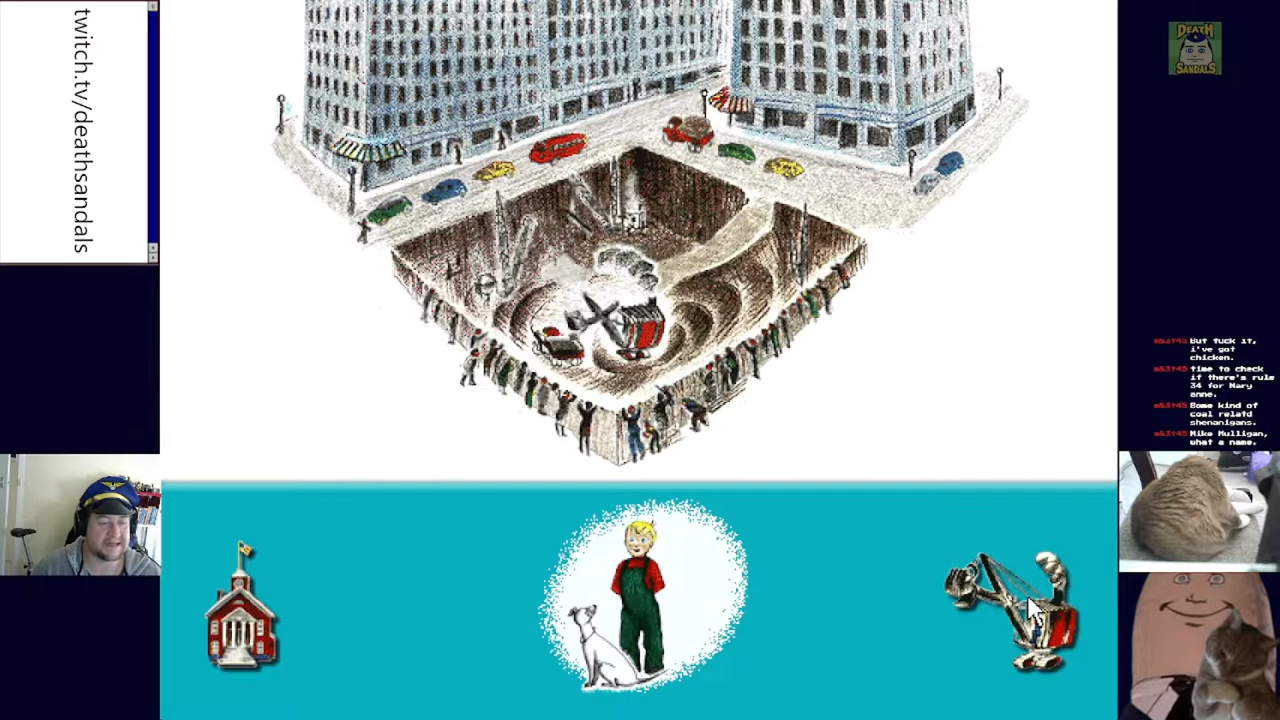 twitch.tv/deathsandals
DEATH
SANDALS
But fuck it,
i've got
chicken.
time to check
if there's rule
34 for Mary
anne.
Some kind of
coal relatd
shenanigans.
Mike Mulligan,
what a name.